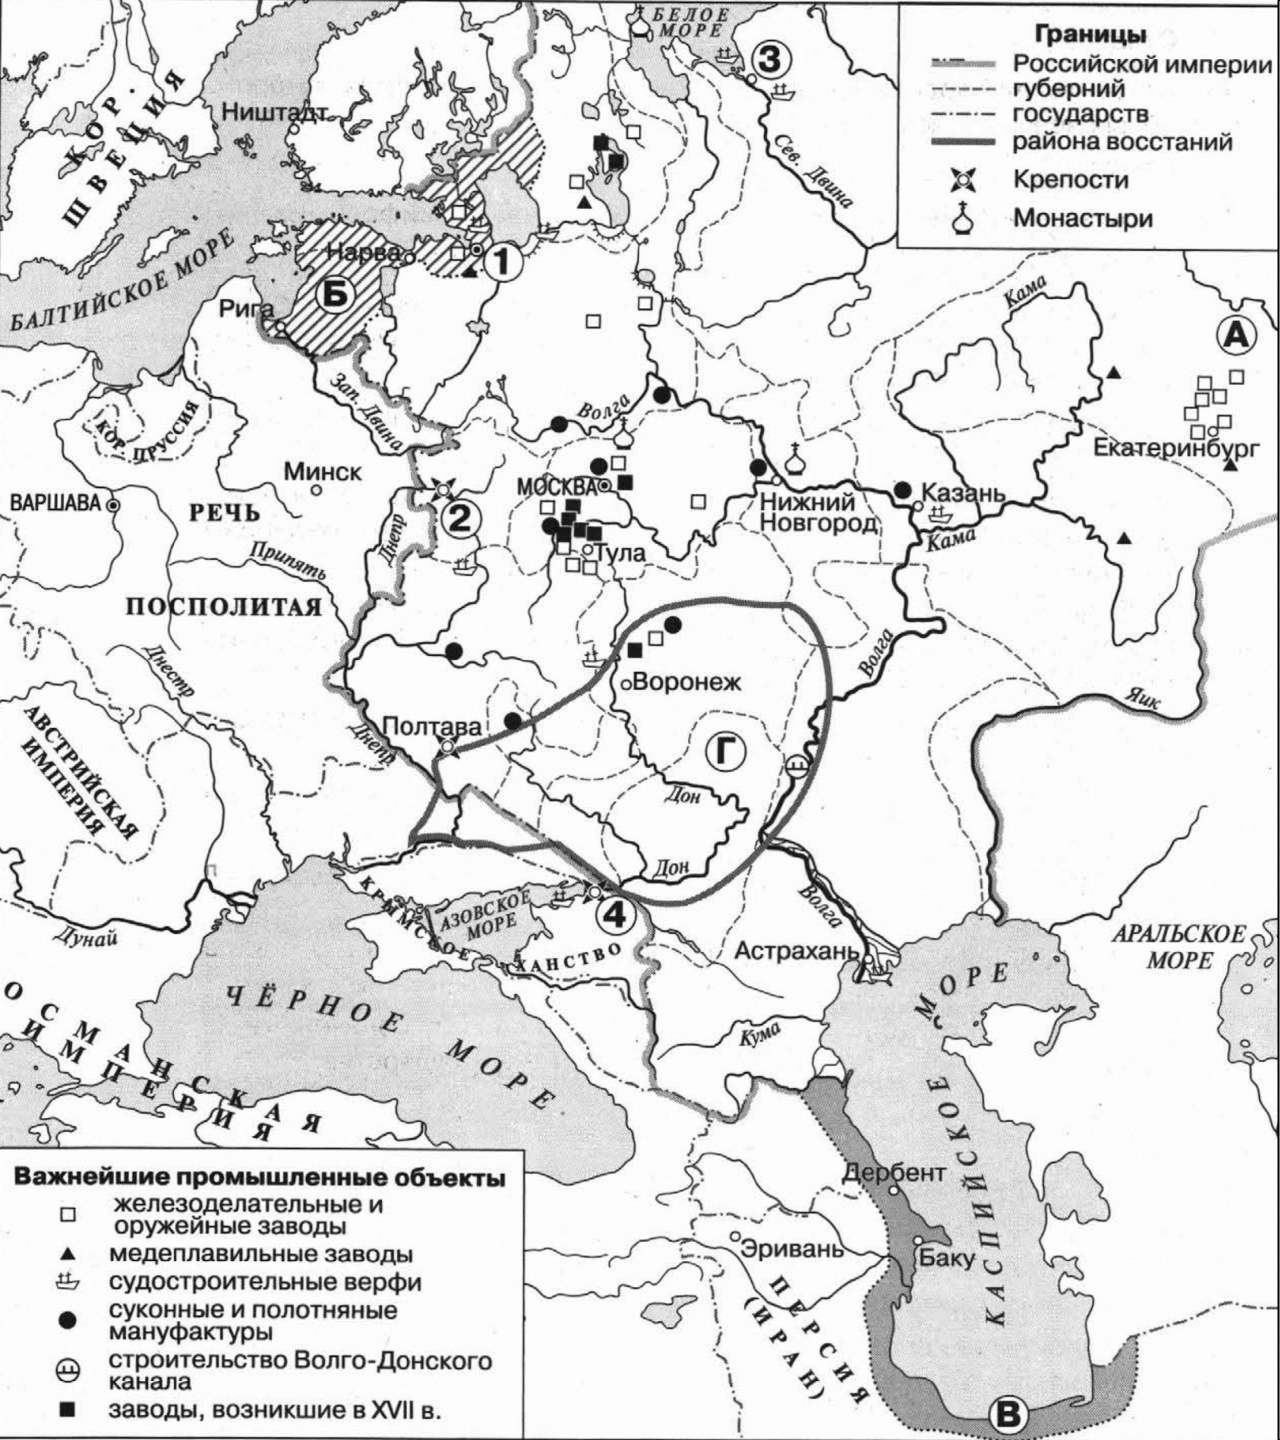 БЕЛОЕ
МОРЕ
3
Границы
Российской империи
губерний
государств
района восстаний
Крепости
Монастыри
КОР.
ШВЕЦИЯ
Ништадт
Сев. Двина
БАЛТИЙСКОЕ МОРЕ
Нарва
1
Б
Рига
Кама
А
Зап. Двина
КОР. ПРУССИЯ
Волга
Екатеринбург
Минск
МОСКВА
ВАРШАВА
РЕЧЬ
2
Нижний
Новгород
Казань
Кама
Днепр
Тула
Припять
ПОСПОЛИТАЯ
Волга
Днестр
Воронеж
Яик
АВСТРИЙСКАЯ
ИМПЕРИЯ
Полтава
Днепр
Г
Дон
Дон
Волга
КРЫМСКОЕ
ХАНСТВО
АЗОВСКОЕ
МОРЕ
4
Дунай
Астрахань
АРАЛЬСКОЕ
МОРЕ
ЧЁРНОЕ МОРЕ
ОСМАНСКАЯ
ИМПЕРИЯ
Кума
КАСПИЙСКОЕ МОРЕ
Дербент
Эривань
Баку
ПЕРСИЯ
(ИРАН)
В
Важнейшие промышленные объекты
железоделательные и
оружейные заводы
медеплавильные заводы
судостроительные верфи
суконные и полотняные
мануфактуры
строительство Волго-Донского
канала
заводы, возникшие в XVII в.